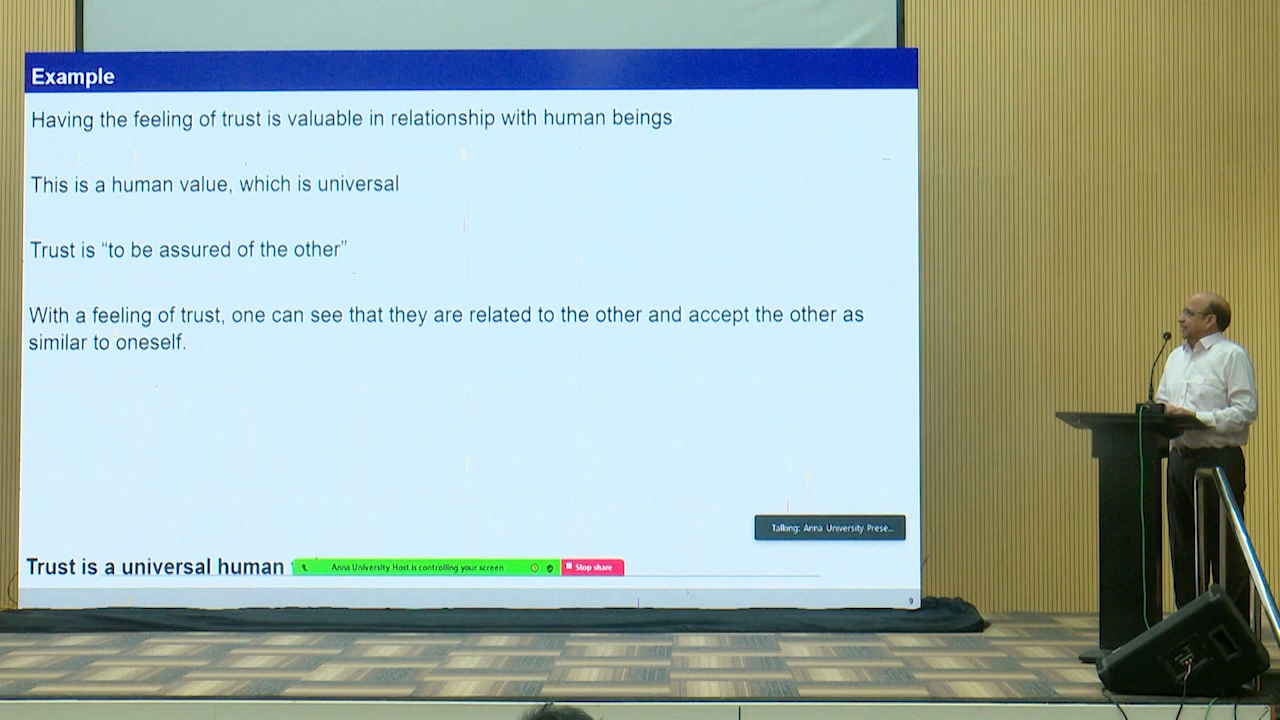 Example
Having the feeling of trust is valuable in relationship with human beings
This is a human value, which is universal
Trust is “to be assured of the other”
With a feeling of trust, one can see that they are related to the other and accept the other as
similar to oneself.
Talking: Anna University Prese...
Trust is a universal human
Anna University Host is controlling your screen
Stop share
9